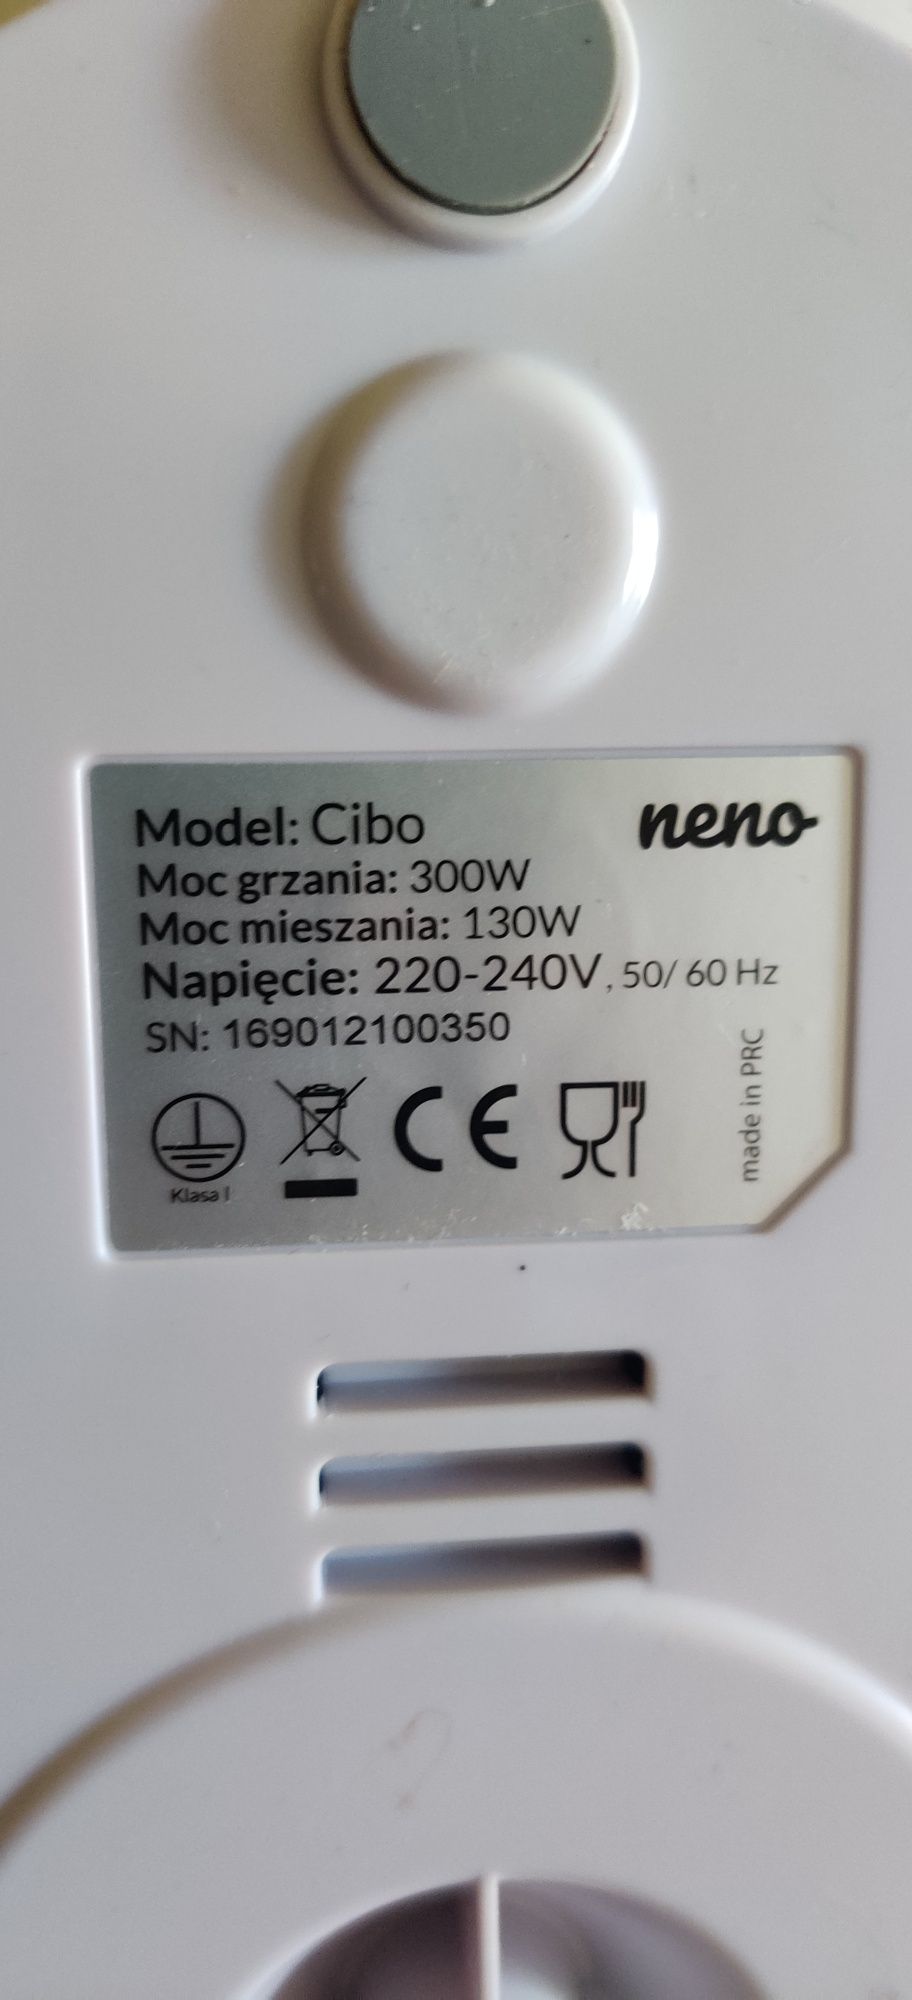 Model: Cibo
neno
Moc grzania: 300W
Moc mieszania: 130W
Napięcie: 220-240V, 50/ 60 Hz
SN: 169012100350
CE
Klasa I
made in PRC